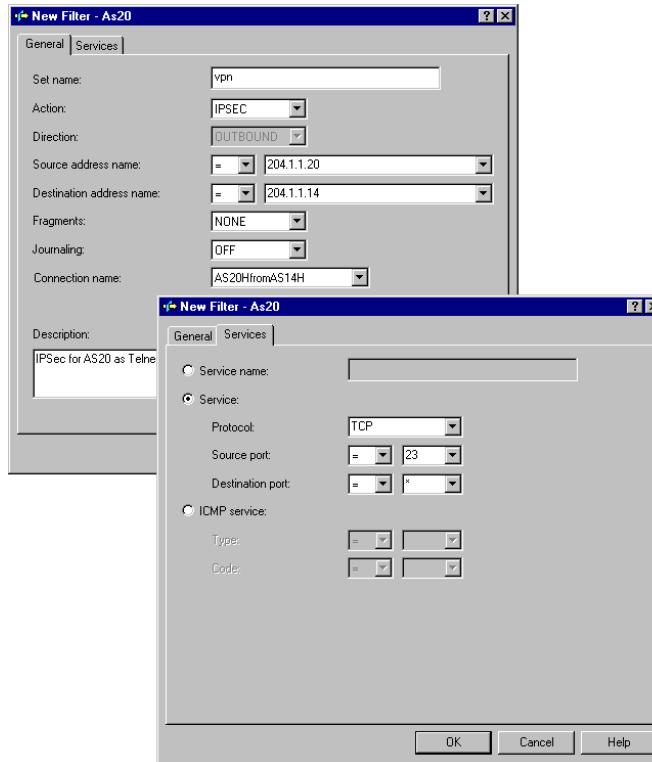 New Filter - As20
General Services
Set name: vpn
Action: IPSEC
Direction: OUTBOUND
Source address name: = 204.1.1.20
Destination address name: = 204.1.1.14
Fragments: NONE
Journaling: OFF
Connection name: AS20HfromAS14H
Description:
IPSec for AS20 as Telne
New Filter - As20
General Services
Service name:
Service:
Protocol: TCP
Source port: = 23
Destination port: = *
ICMP service:
Type: =
Code: =
OK Cancel Help